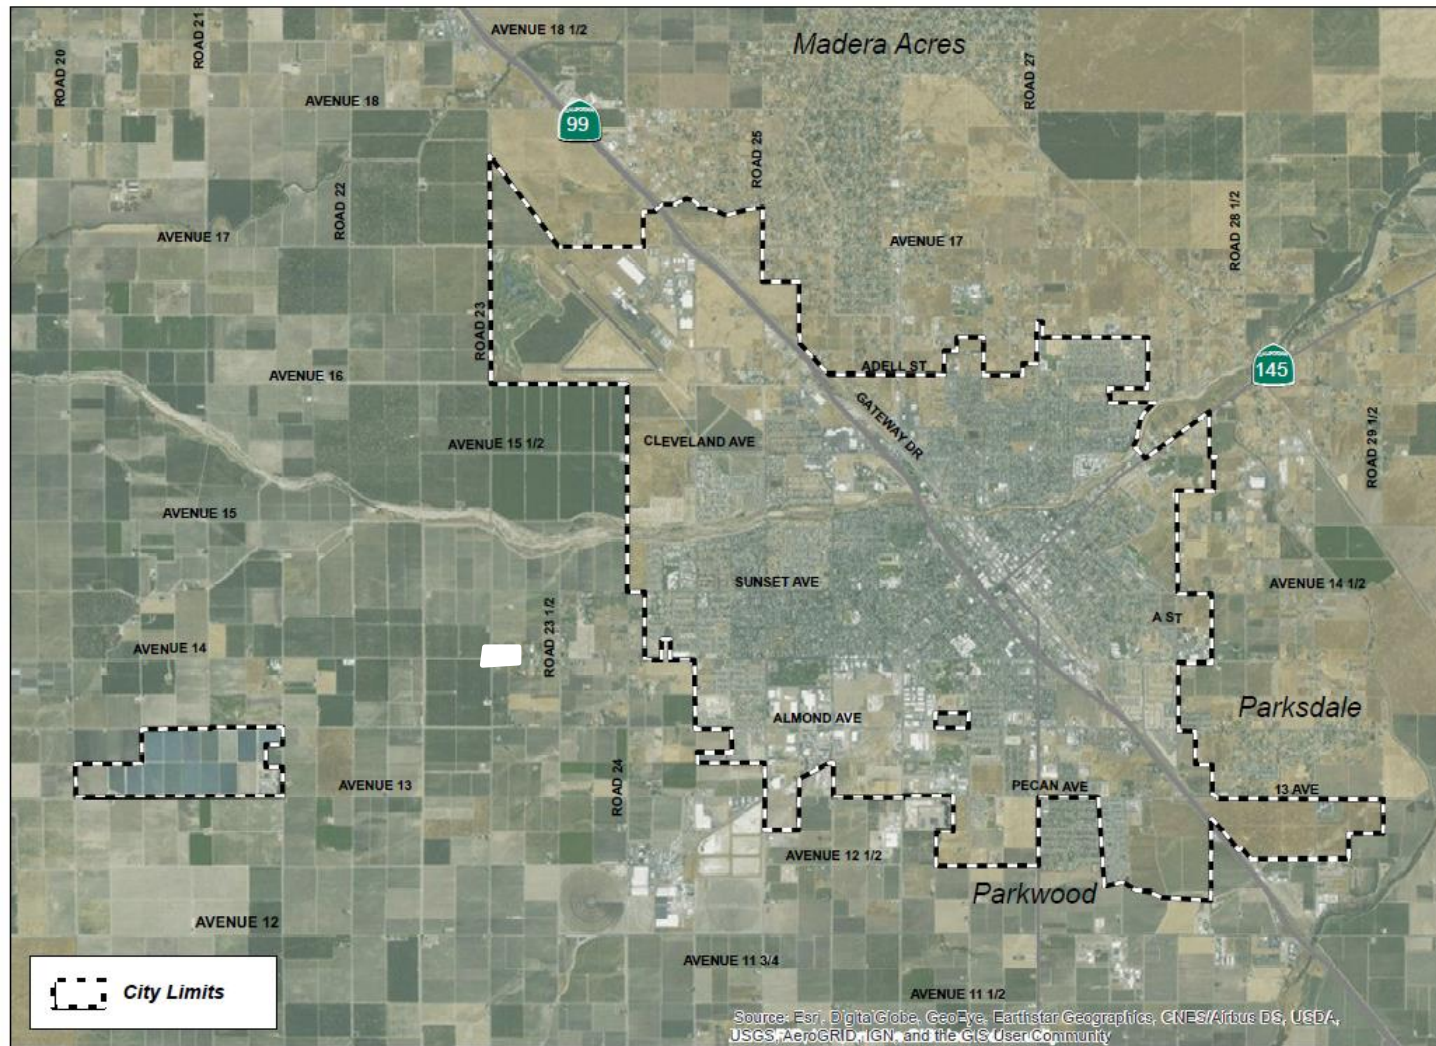 AVENUE 18 1/2
Madera Acres
ROAD 20
ROAD 21
ROAD 27
AVENUE 18
CALIFORNIA
99
ROAD 25
ROAD 22
ROAD 28 1/2
AVENUE 17
AVENUE 17
ROAD 23
AVENUE 16
ADELL ST
CALIFORNIA
145
GATEWAY DR
AVENUE 15 1/2
CLEVELAND AVE
ROAD 29 1/2
AVENUE 15
SUNSET AVE
AVENUE 14 1/2
ROAD 23 1/2
A ST
AVENUE 14
Parksdale
ALMOND AVE
ROAD 24
AVENUE 13
PECAN AVE
13 AVE
AVENUE 12 1/2
Parkwood
AVENUE 12
AVENUE 11 3/4
City Limits
AVENUE 11 1/2
Source: Esri, DigitalGlobe, GeoEye, Earthstar Geographics, CNES/Airbus DS, USDA,
USGS, AeroGRID, IGN, and the GIS User Community